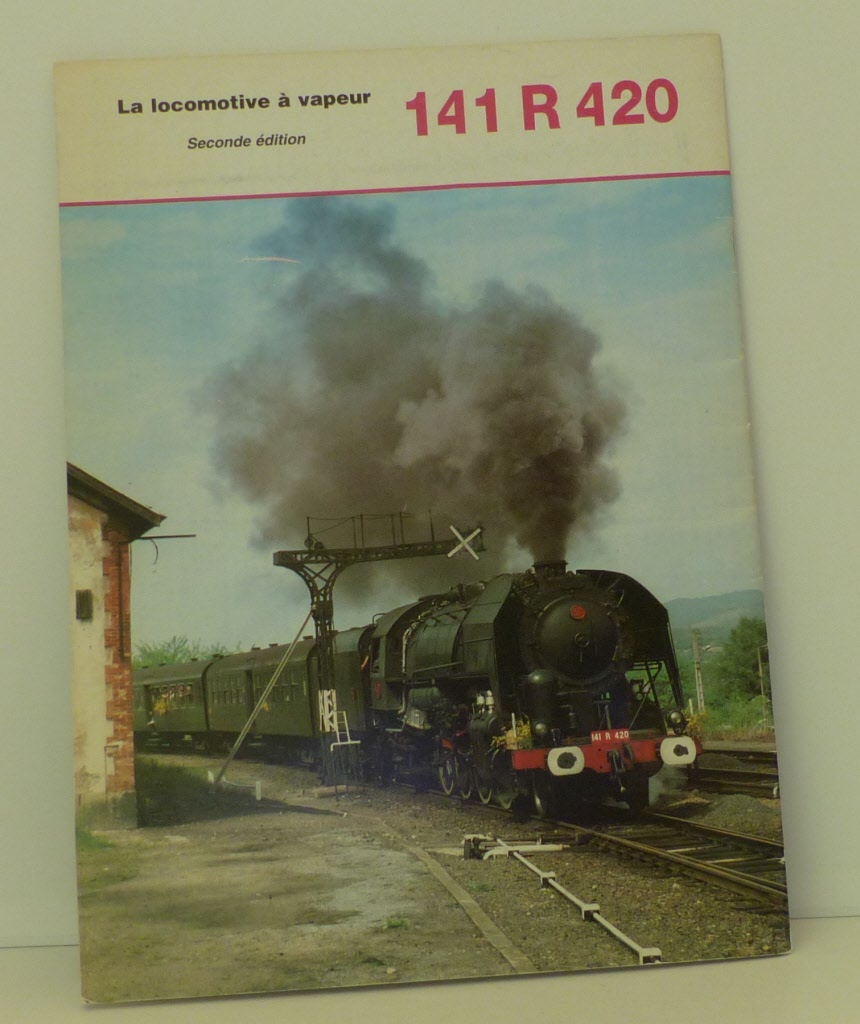 La locomotive à vapeur
141 R 420
Seconde édition
141 R 420